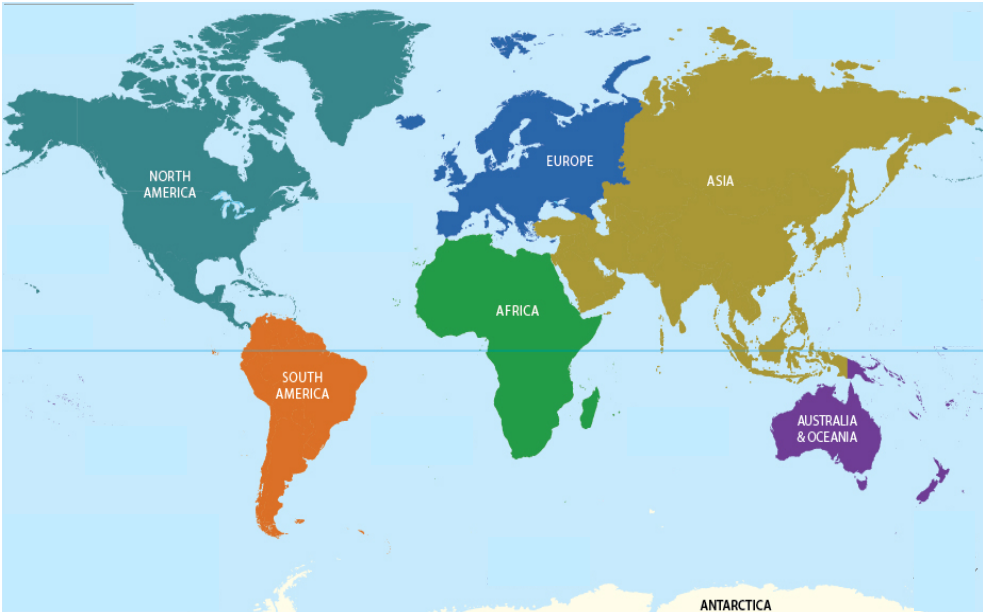 NORTH
AMERICA
EUROPE
ASIA
AFRICA
SOUTH
AMERICA
AUSTRALIA
& OCEANIA
ANTARCTICA